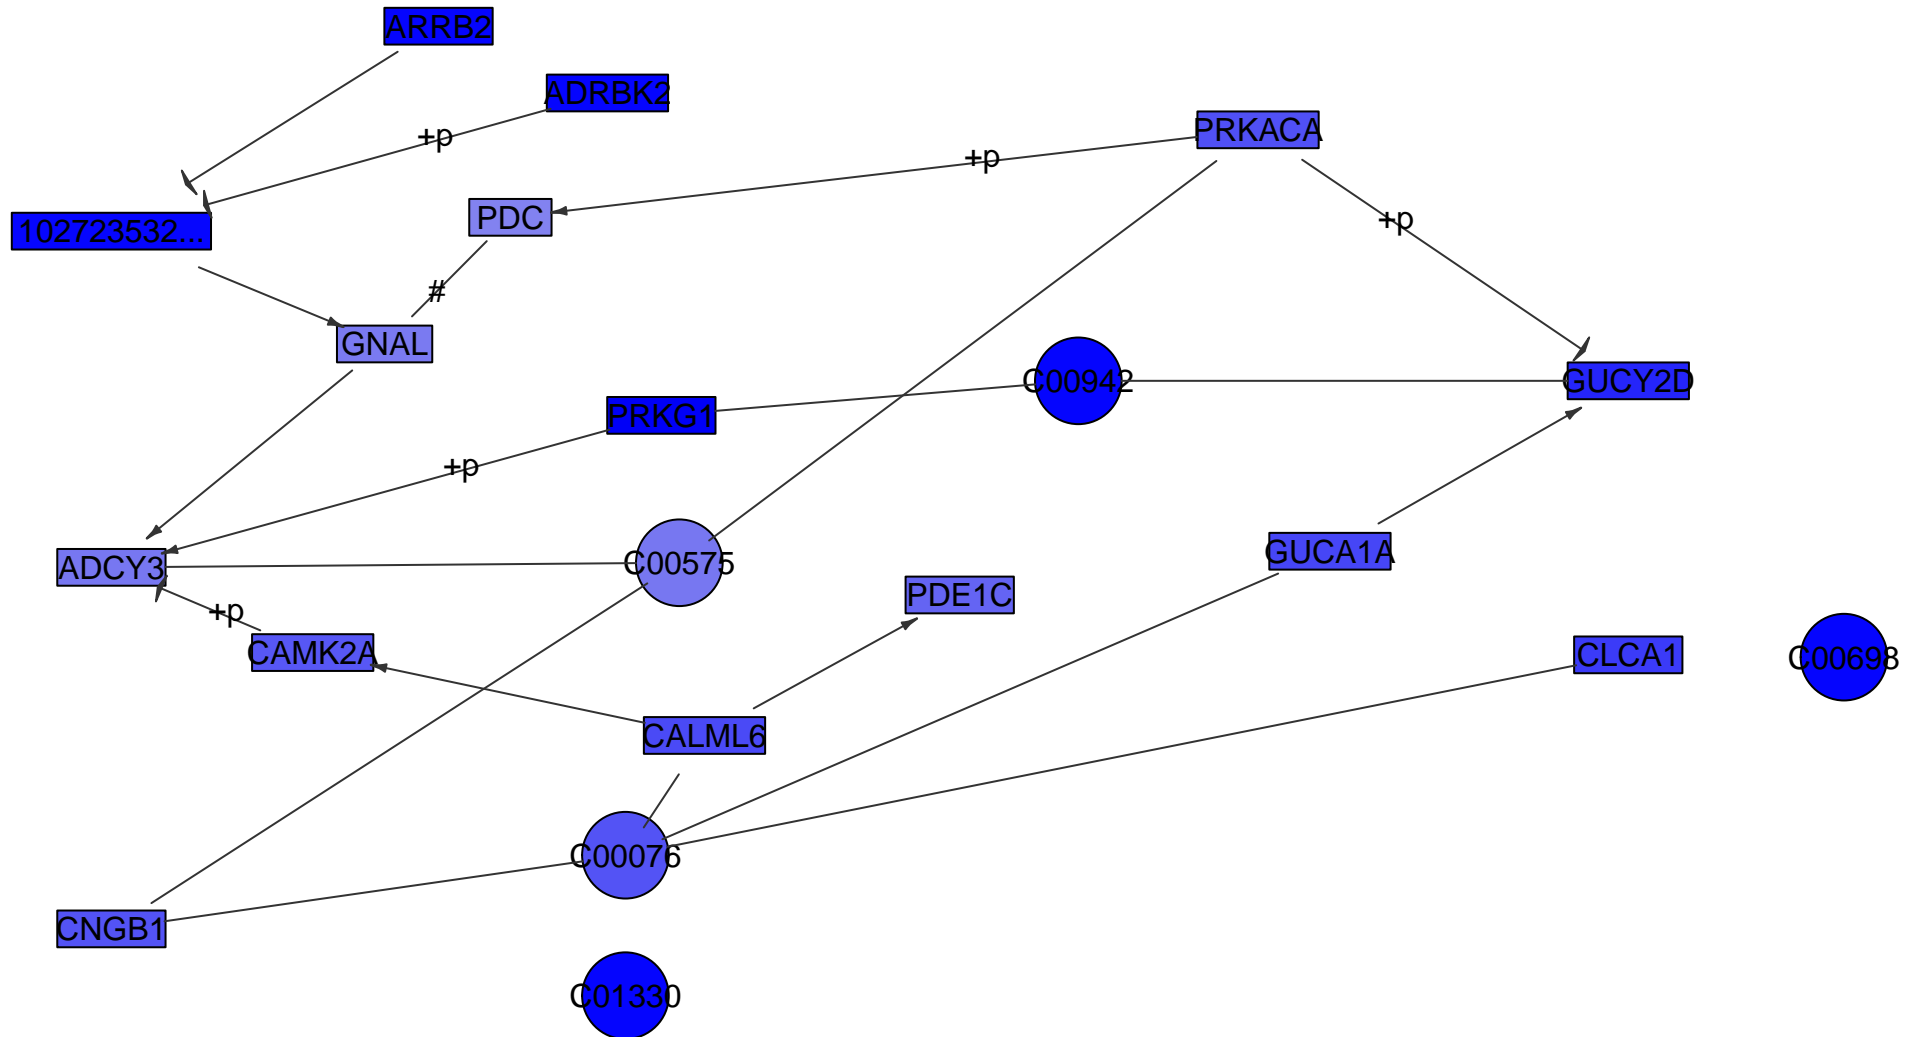 ARRB2
ADRBK2
+p
PRKACA
+p
102723532...
PDC
+p
#
GNAL
C00942
GUCY2D
PRKG1
+p
ADCY3
C00575
GUCA1A
PDE1C
+p
CAMK2A
CLCA1
C00698
CALML6
C00076
CNGB1
C01330